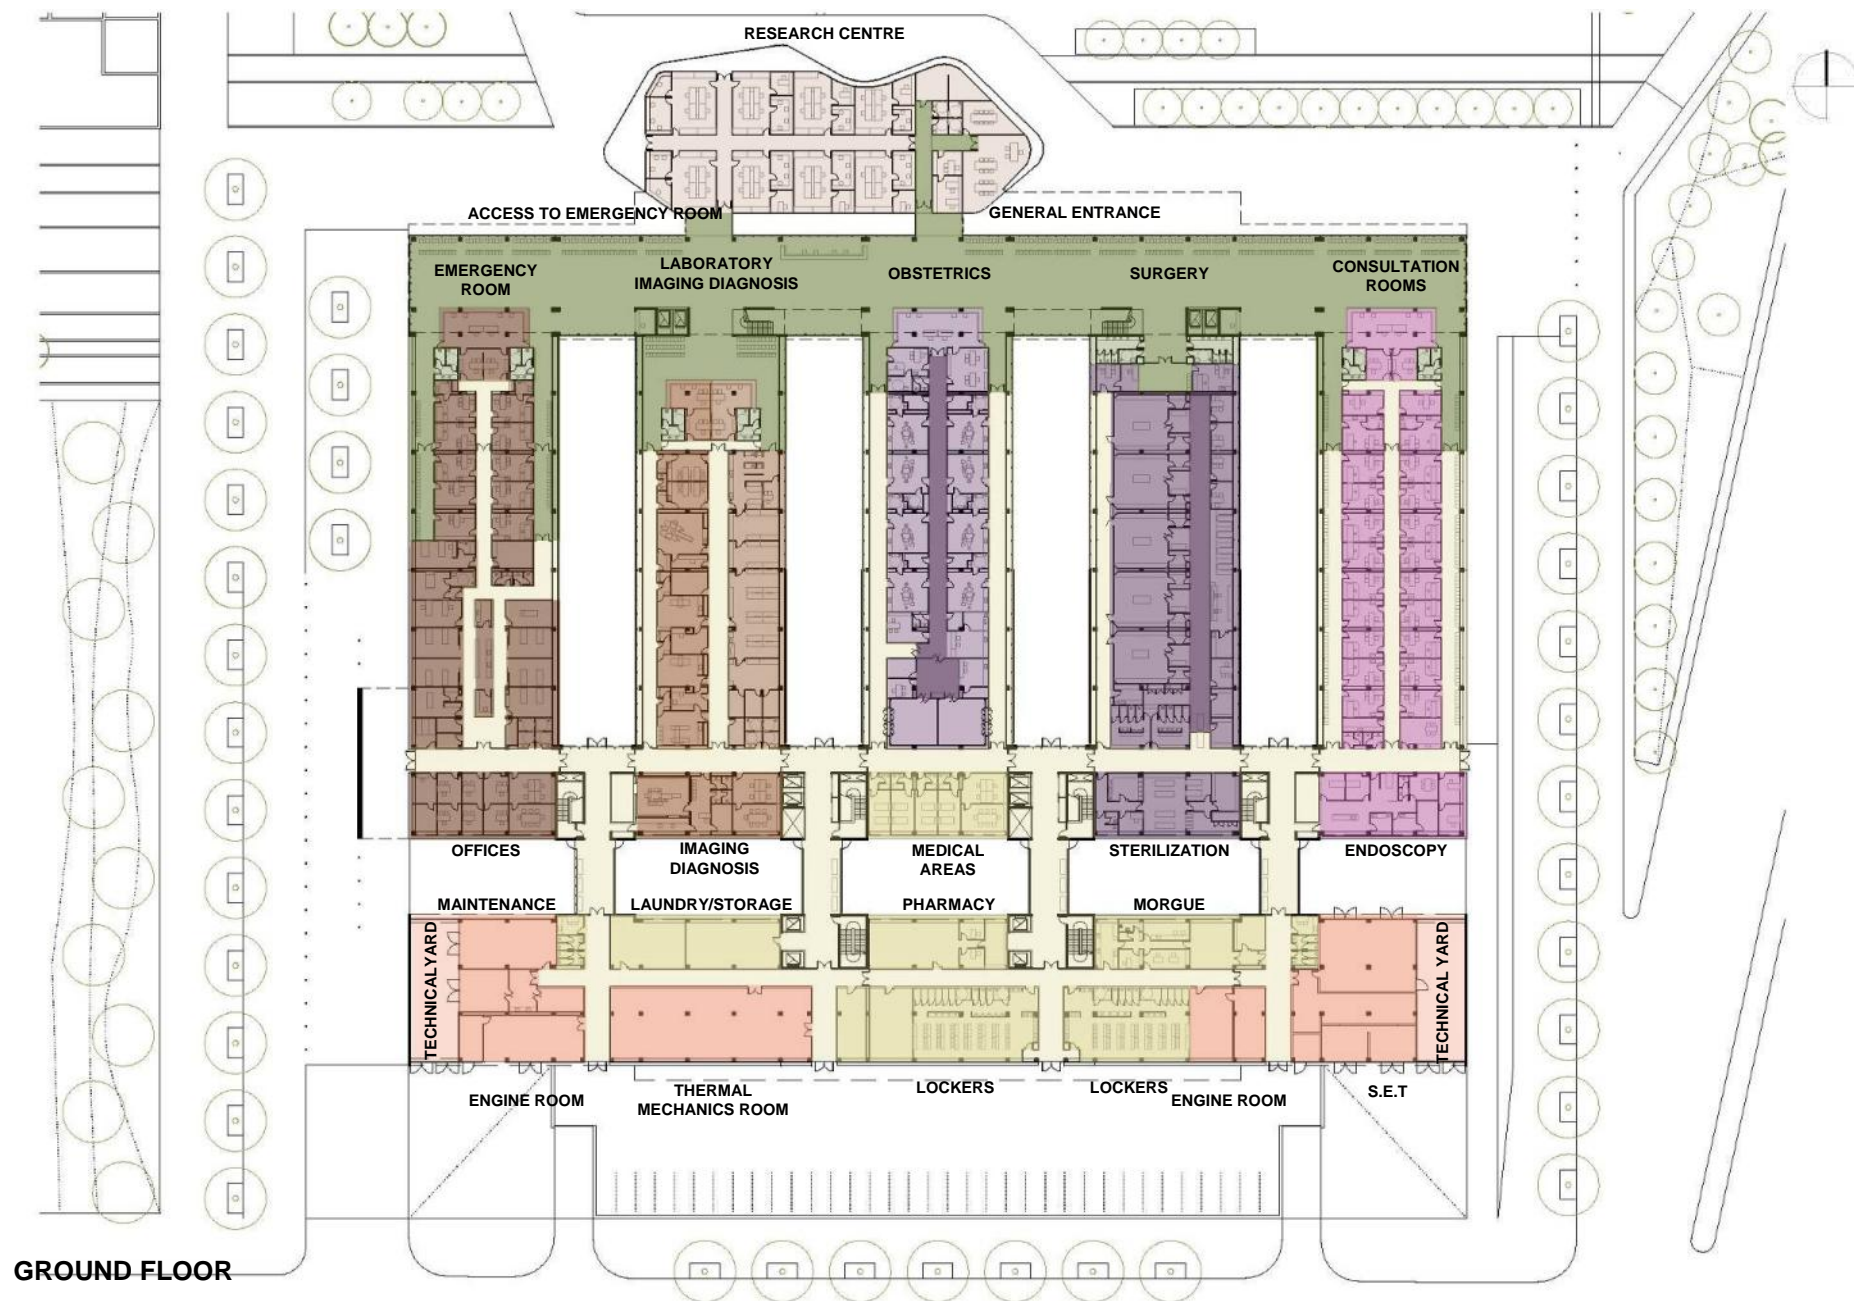 RESEARCH CENTRE
ACCESS TO EMERGENCY ROOM
GENERAL ENTRANCE
EMERGENCY
ROOM
LABORATORY
IMAGING DIAGNOSIS
OBSTETRICS
SURGERY
CONSULTATION
ROOMS
OFFICES
IMAGING
DIAGNOSIS
MEDICAL
AREAS
STERILIZATION
ENDOSCOPY
MAINTENANCE
LAUNDRY/STORAGE
PHARMACY
MORGUE
TECHNICAL YARD
TECHNICAL YARD
ENGINE ROOM
THERMAL
MECHANICS ROOM
LOCKERS
LOCKERS
ENGINE ROOM
S.E.T
GROUND FLOOR